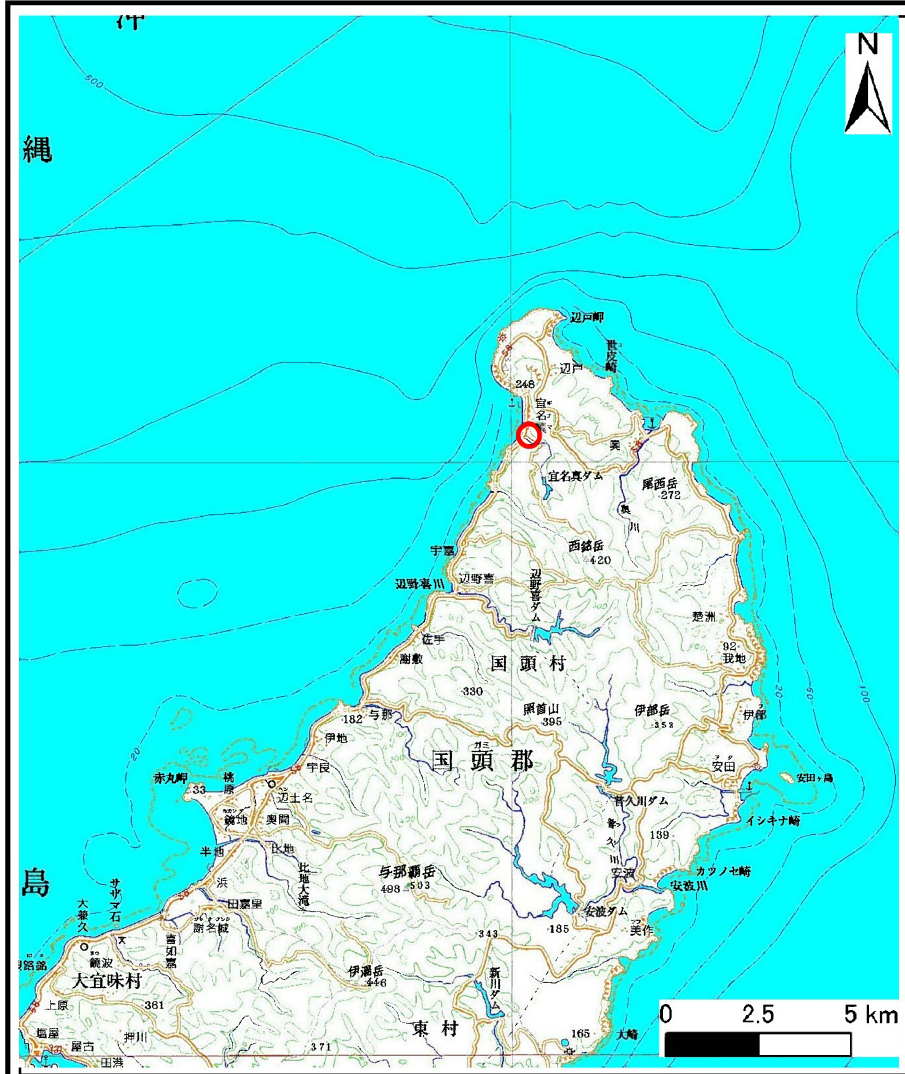 沖
N
縄
600
辺戸岬
世皮崎
辺戸
248
宜名真
奥
宜名真ダム
尾西岳
272
奥川
西銘岳
420
宇嘉
辺野喜川
辺野喜
辺野喜ダム
楚洲
佐手
謝敷
国頭村
92
我地
20
60
100
330
照首山
395
伊部岳
352
伊部
182
与那
伊地
国頭郡
ガミ
安田
安田ヶ島
20
赤丸岬
33
桃原
宇良
辺土名
鏡地
奥間
普久川ダム
普久川
イシキナ崎
139
半地
比地
比地大滝
与那覇岳
498
503
安波
カツノセ崎
安波川
島
サザマ石
大兼久
浜
田嘉里
謝名城
喜如嘉
饒波
安波ダム
185
美作
343
大宜味村
伊湯岳
446
新川ダム
上原
361
塩屋
屋古
押川
田港
371
東村
165
大崎
0 2.5 5 km